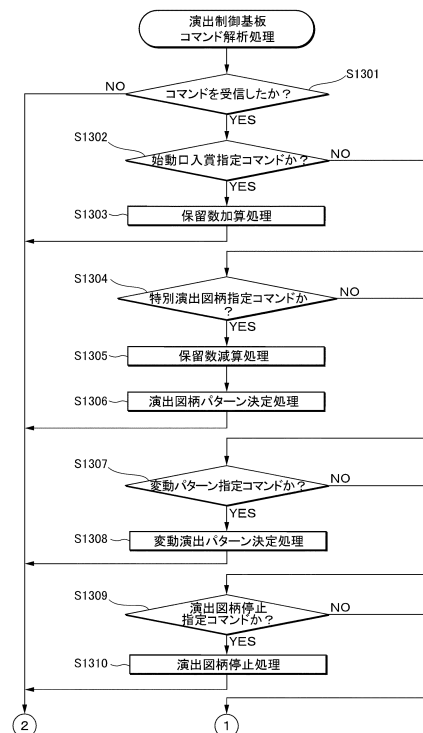 演出制御基板
コマンド解析処理
S1301
NO
コマンドを受信したか?
YES
S1302
始動口入賞指定コマンドか?
NO
YES
S1303
保留数加算処理
S1304
特別演出図柄指定コマンドか
?
NO
YES
S1305
保留数減算処理
S1306
演出図柄パターン決定処理
S1307
変動パターン指定コマンドか?
NO
YES
S1308
変動演出パターン決定処理
S1309
演出図柄停止
指定コマンドか?
NO
YES
S1310
演出図柄停止処理
2
1